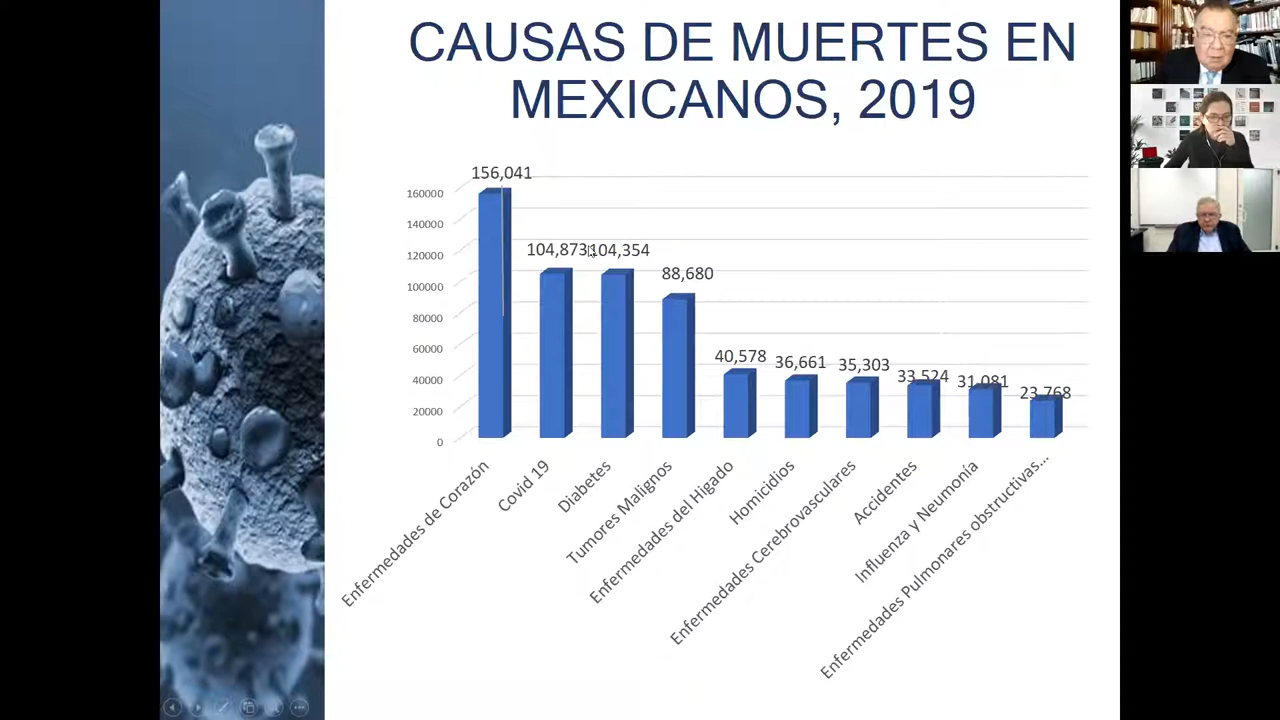 CAUSAS DE MUERTES EN
MEXICANOS, 2019
156,041
104,873
104,354
88,680
40,578
36,661
35,303
33,524
31,081
23,768
160000
140000
120000
100000
80000
60000
40000
20000
0
Enfermedades de Corazón
Covid 19
Diabetes
Tumores Malignos
Enfermedades del Higado
Homicidios
Enfermedades Cerebrovasculares
Accidentes
Influenza y Neumonía
Enfermedades Pulmonares obstructivas...